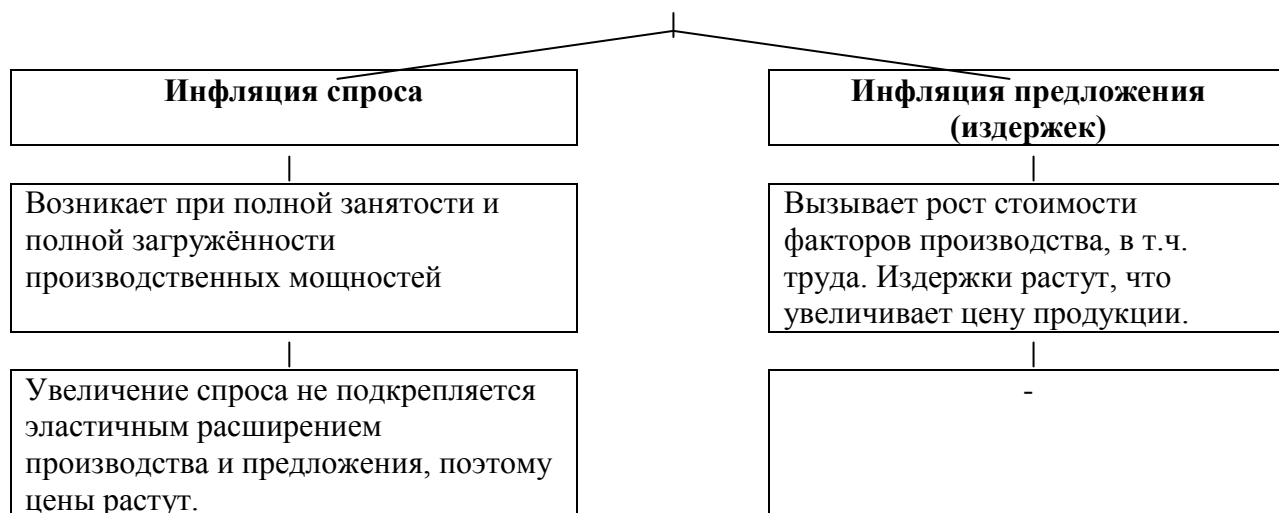 Инфляция спроса
Инфляция предложения
(издержек)
Возникает при полной занятости и
полной загружённости
производственных мощностей
Вызывает рост стоимости
факторов производства, в т.ч.
труда. Издержки растут, что
увеличивает цену продукции.
Увеличение спроса не подкрепляется
эластичным расширением
производства и предложения, поэтому
цены растут.
-